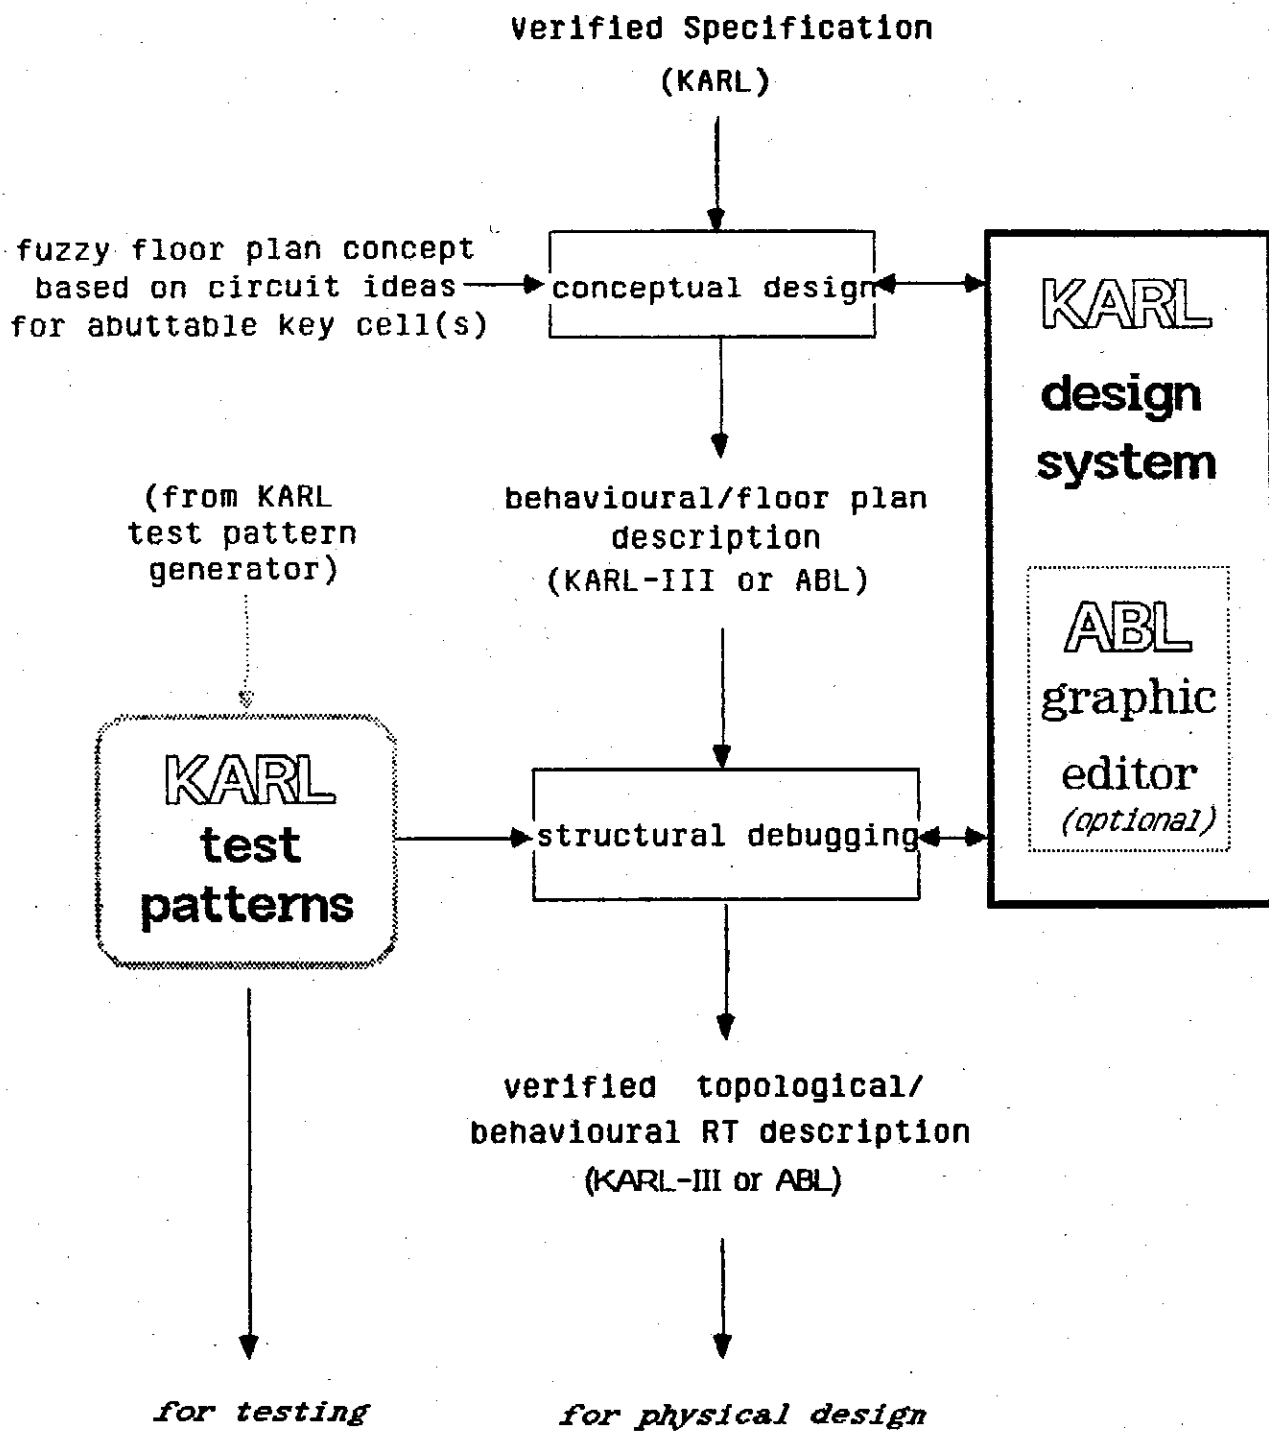 Verified Specification
(KARL)
fuzzy floor plan concept
based on circuit ideas
for abuttable key cell(s)
conceptual design
KARL
design
system
(from KARL
test pattern
generator)
behavioural/floor plan
description
(KARL-III or ABL)
ABL
graphic
editor
(optional)
KARL
test
patterns
structural debugging
verified topological/
behavioural RT description
(KARL-III or ABL)
for testing
for physical design